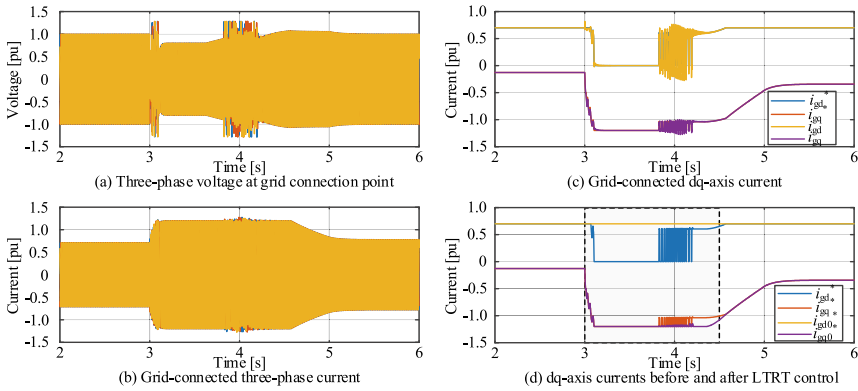 1.5
1.0
0.5
0
-0.5
-1.0
-1.5
Voltage [pu]
2 3 4 5 6
Time [s]
(a) Three-phase voltage at grid connection point
1.5
1.0
0.5
0
-0.5
-1.0
-1.5
Current [pu]
2 3 4 5 6
Time [s]
(b) Grid-connected three-phase current
1.0
0.5
0
-0.5
-1.0
-1.5
Current [pu]
i_gd*
i_gq*
i_gd
i_gq
2 3 4 5 6
Time [s]
(c) Grid-connected dq-axis current
1.0
0.5
0
-0.5
-1.0
-1.5
Current [pu]
i_gd*
i_gq*
i_gd0*
i_gq0*
2 3 4 5 6
Time [s]
(d) dq-axis currents before and after LTRT control